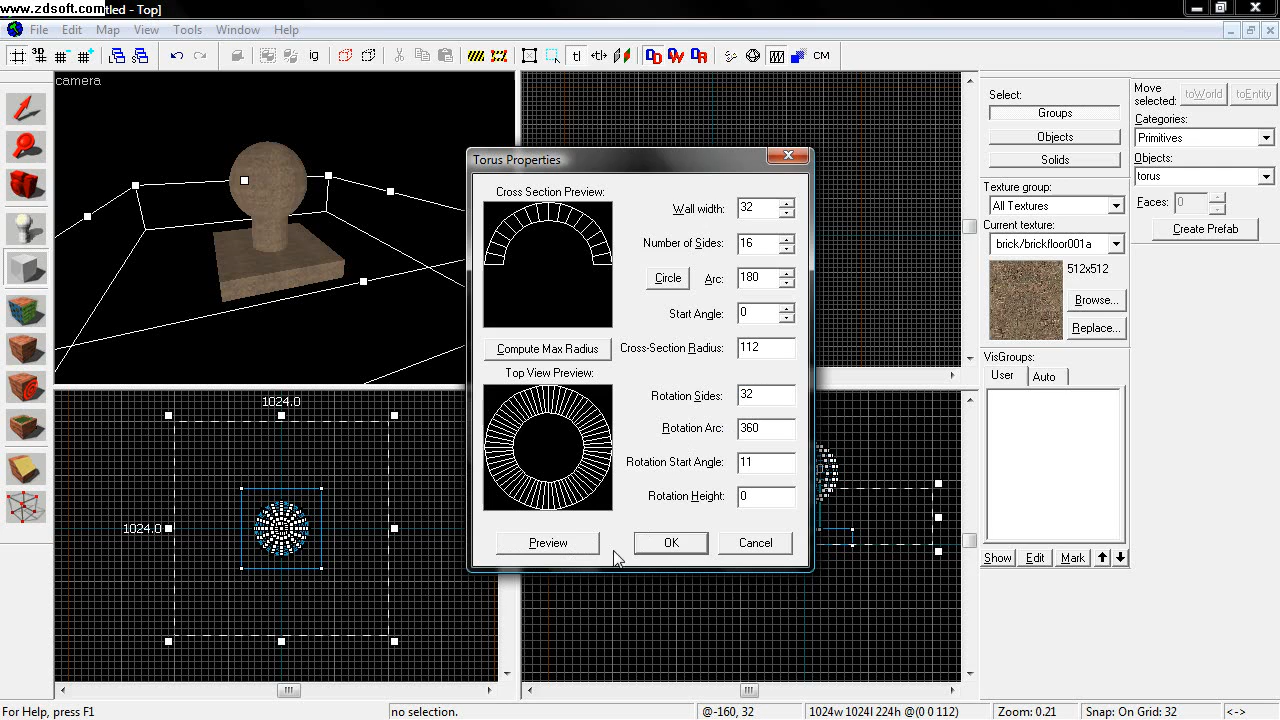 www.zdsoft.com
tled - Top]
File Edit Map View Tools Window Help
3D
ig
tl
CM
camera
1024.0
1024.0
Torus Properties
Cross Section Preview:
Wall width: 32
Number of Sides: 16
Circle Arc: 180
Start Angle: 0
Compute Max Radius
Cross-Section Radius: 112
Top View Preview:
Rotation Sides: 32
Rotation Arc: 360
Rotation Start Angle: 11
Rotation Height: 0
Preview OK Cancel
Select:
Groups
Objects
Solids
Texture group:
All Textures
Current texture:
brick/brickfloor001a
512x512
Browse...
Replace...
VisGroups:
User Auto
Show Edit Mark
Move selected:
toWorld toEntity
Categories:
Primitives
Objects:
torus
Faces: 0
Create Prefab
For Help, press F1
no selection.
@-160, 32
1024w 1024l 224h @(0 0 112)
Zoom: 0.21
Snap: On Grid: 32
<->